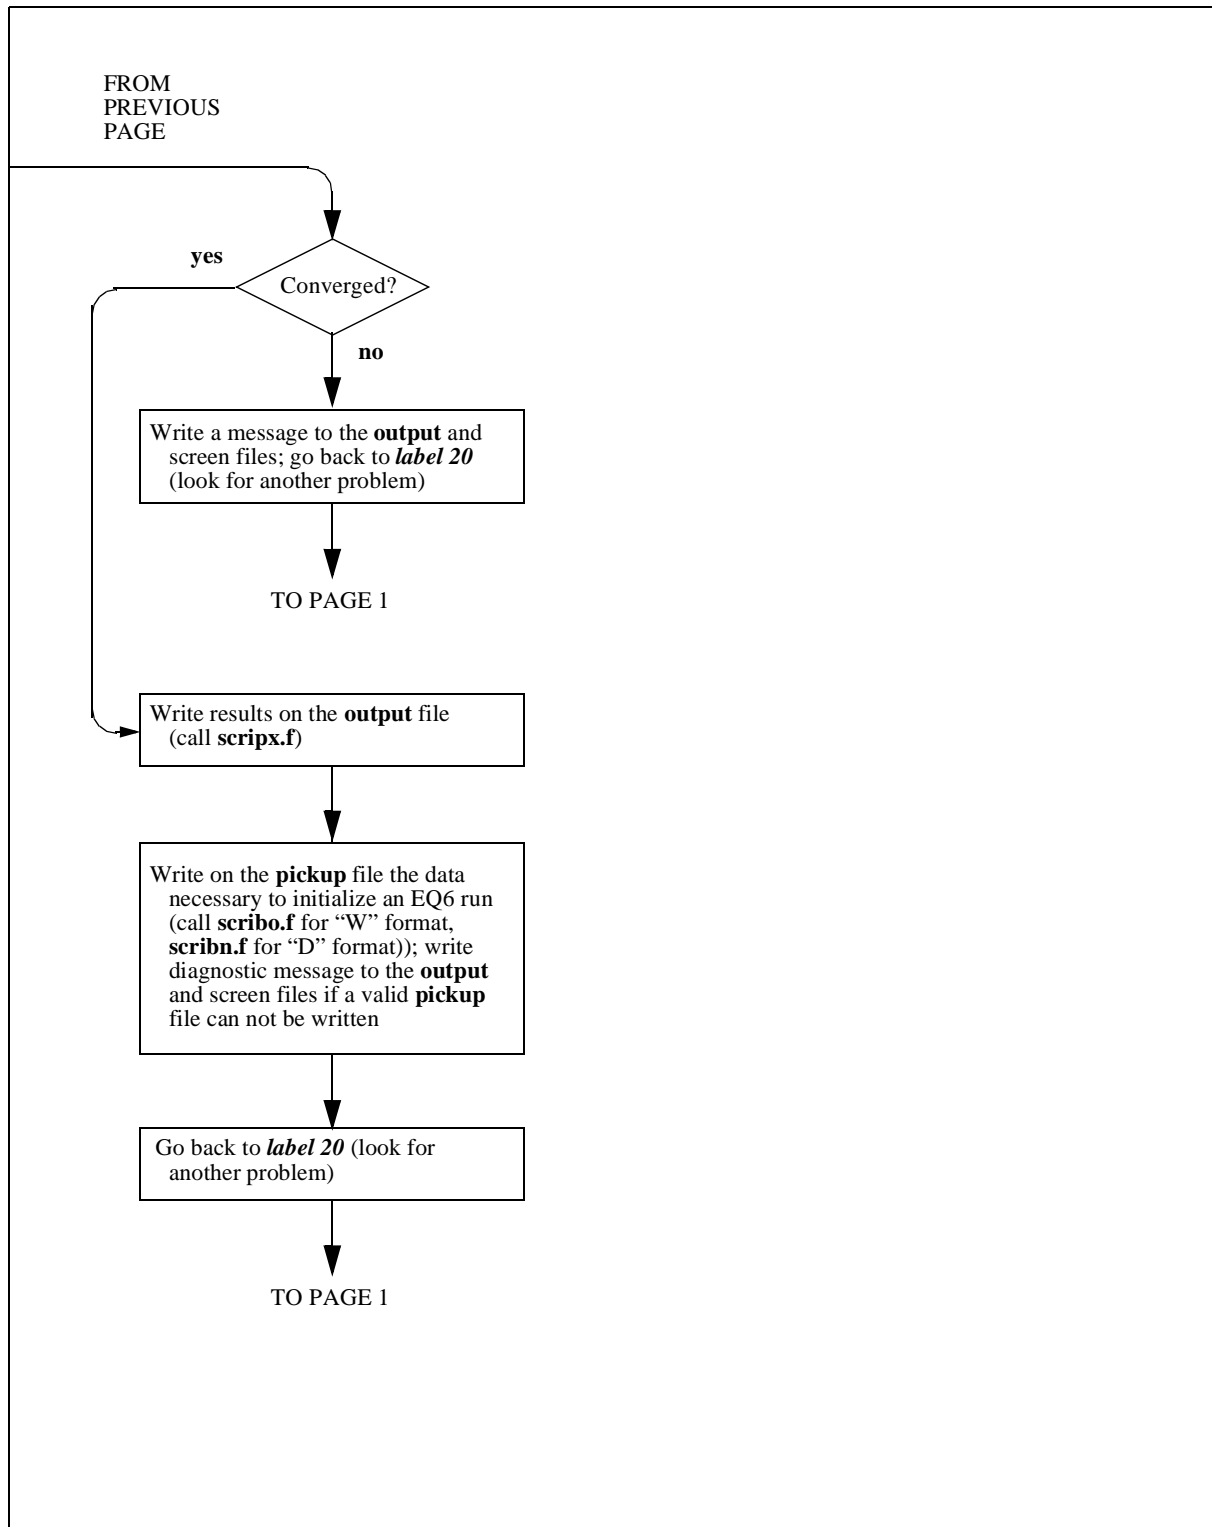 FROM
PREVIOUS
PAGE
yes
Converged?
no
Write a message to the output and
screen files; go back to label 20
(look for another problem)
TO PAGE 1
Write results on the output file
(call scripx.f)
Write on the pickup file the data
necessary to initialize an EQ6 run
(call scribo.f for “W” format,
scribn.f for “D” format)); write
diagnostic message to the output
and screen files if a valid pickup
file can not be written
Go back to label 20 (look for
another problem)
TO PAGE 1